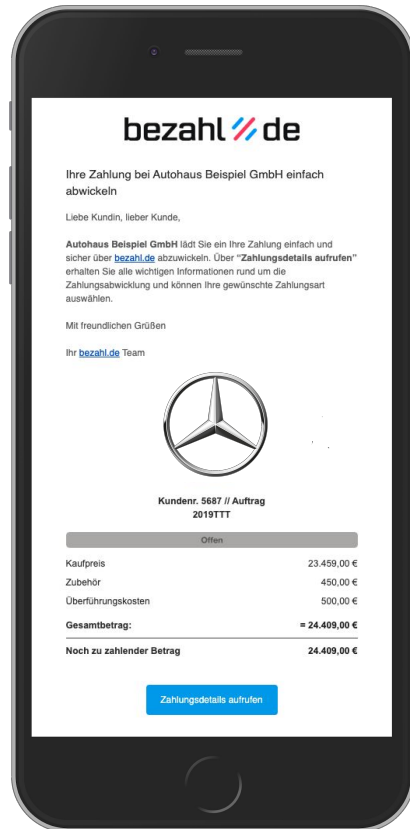 bezahl de
Ihre Zahlung bei Autohaus Beispiel GmbH einfach
abwickeln
Liebe Kundin, lieber Kunde,
Autohaus Beispiel GmbH lädt Sie ein Ihre Zahlung einfach und
sicher über bezahl.de abzuwickeln. Über "Zahlungsdetails aufrufen"
erhalten Sie alle wichtigen Informationen rund um die
Zahlungsabwicklung und können Ihre gewünschte Zahlungsart
auswählen.
Mit freundlichen Grüßen
Ihr bezahl.de Team
Kundenr. 5687 // Auftrag
2019TTT
Offen
Kaufpreis 23.459,00 €
Zubehör 450,00 €
Überführungskosten 500,00 €
Gesamtbetrag: = 24.409,00 €
Noch zu zahlender Betrag 24.409,00 €
Zahlungsdetails aufrufen